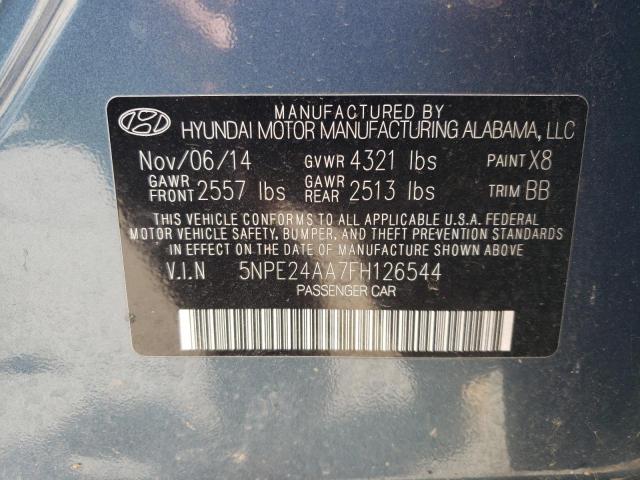 MANUFACTURED BY
HYUNDAI MOTOR MANUFACTURING ALABAMA, LLC
Nov/06/14 GVWR 4321 lbs PAINT X8
GAWR FRONT 2557 lbs GAWR REAR 2513 lbs TRIM BB
THIS VEHICLE CONFORMS TO ALL APPLICABLE U.S.A. FEDERAL
MOTOR VEHICLE SAFETY, BUMPER, AND THEFT PREVENTION STANDARDS
IN EFFECT ON THE DATE OF MANUFACTURE SHOWN ABOVE
V.I.N 5NPE24AA7FH126544
PASSENGER CAR